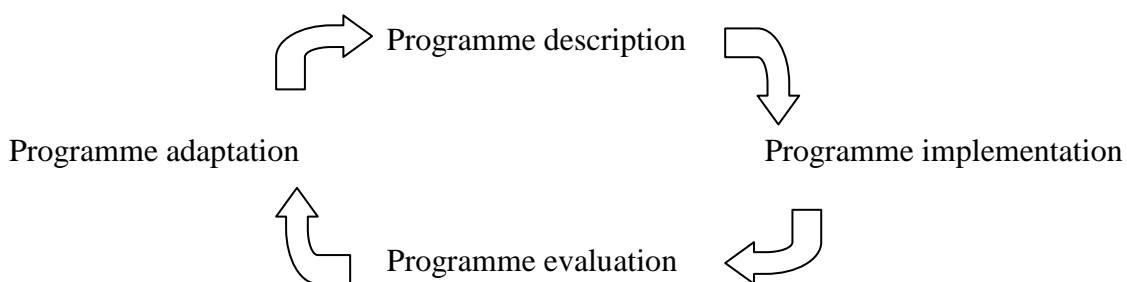 Programme description
Programme adaptation
Programme implementation
Programme evaluation